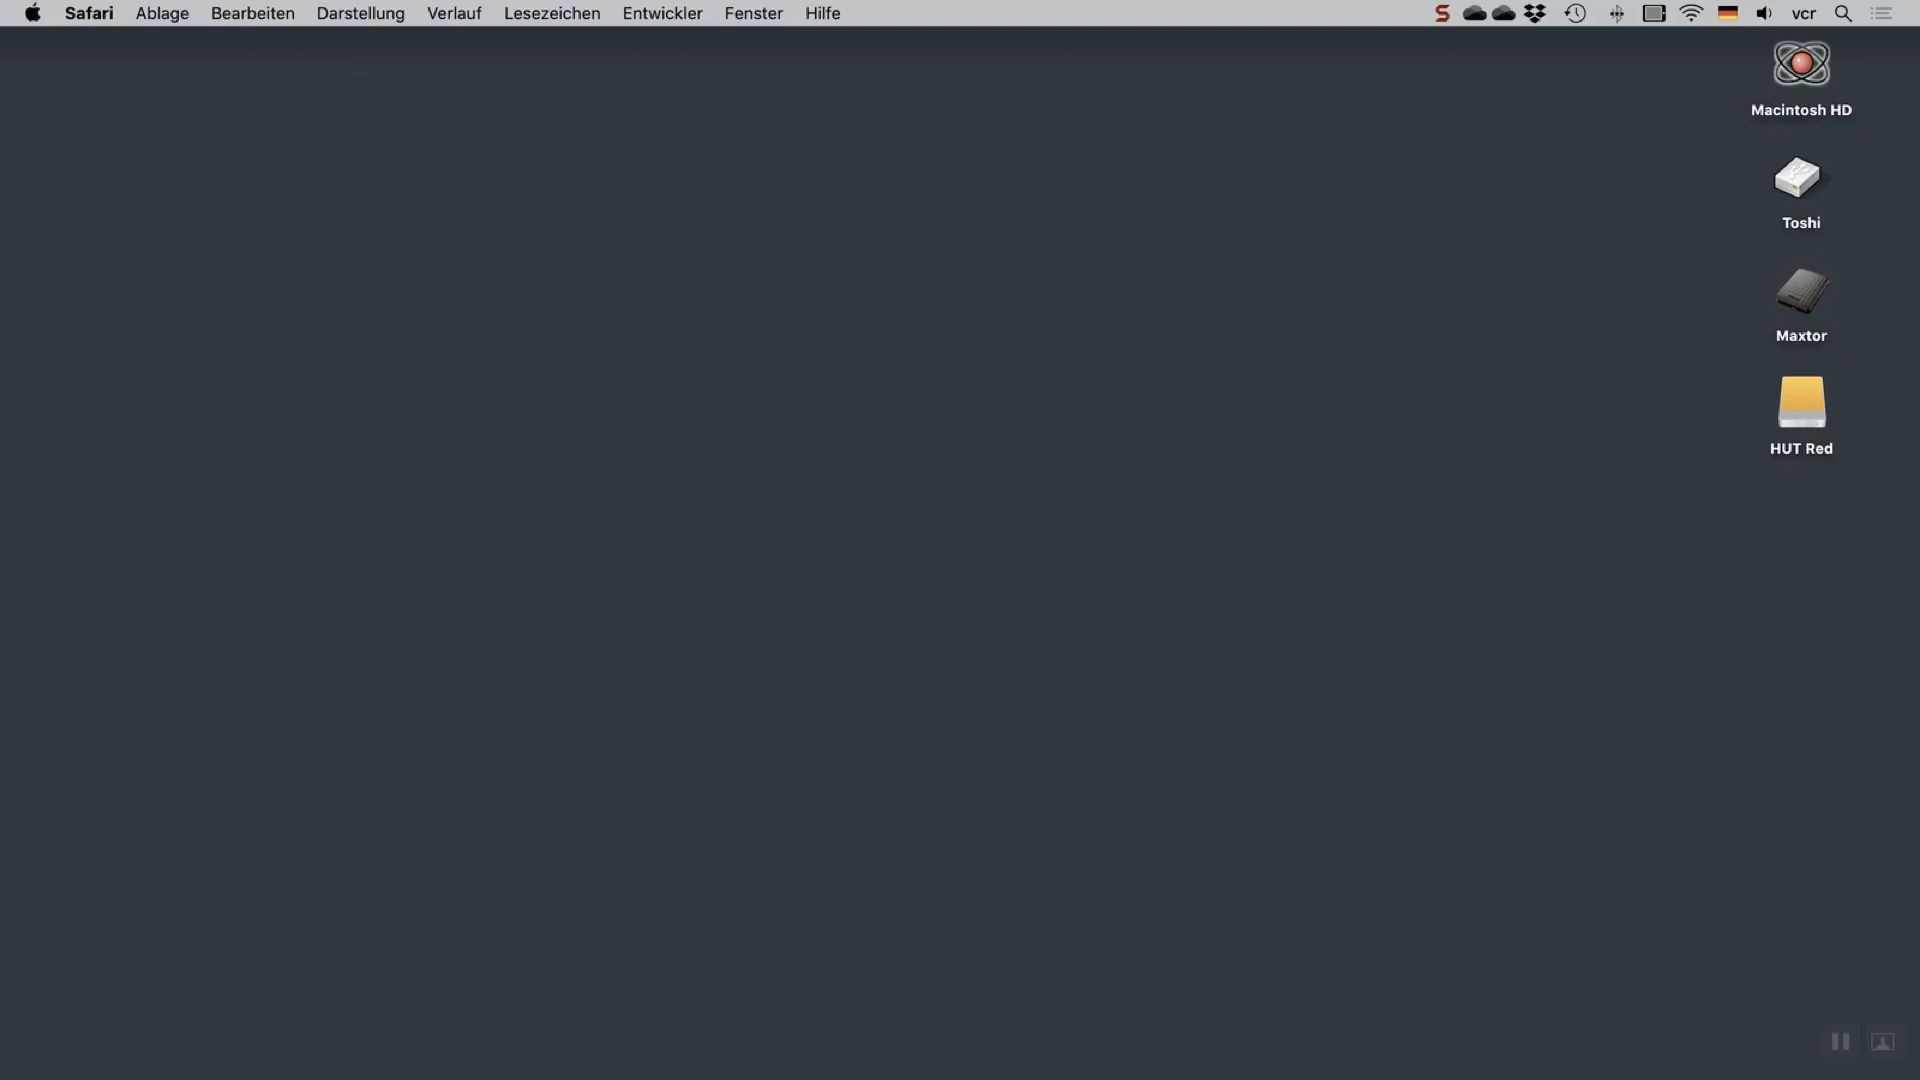 Safari Ablage Bearbeiten Darstellung Verlauf Lesezeichen Entwickler Fenster Hilfe vcr
Macintosh HD
Toshi
Maxtor
HUT Red